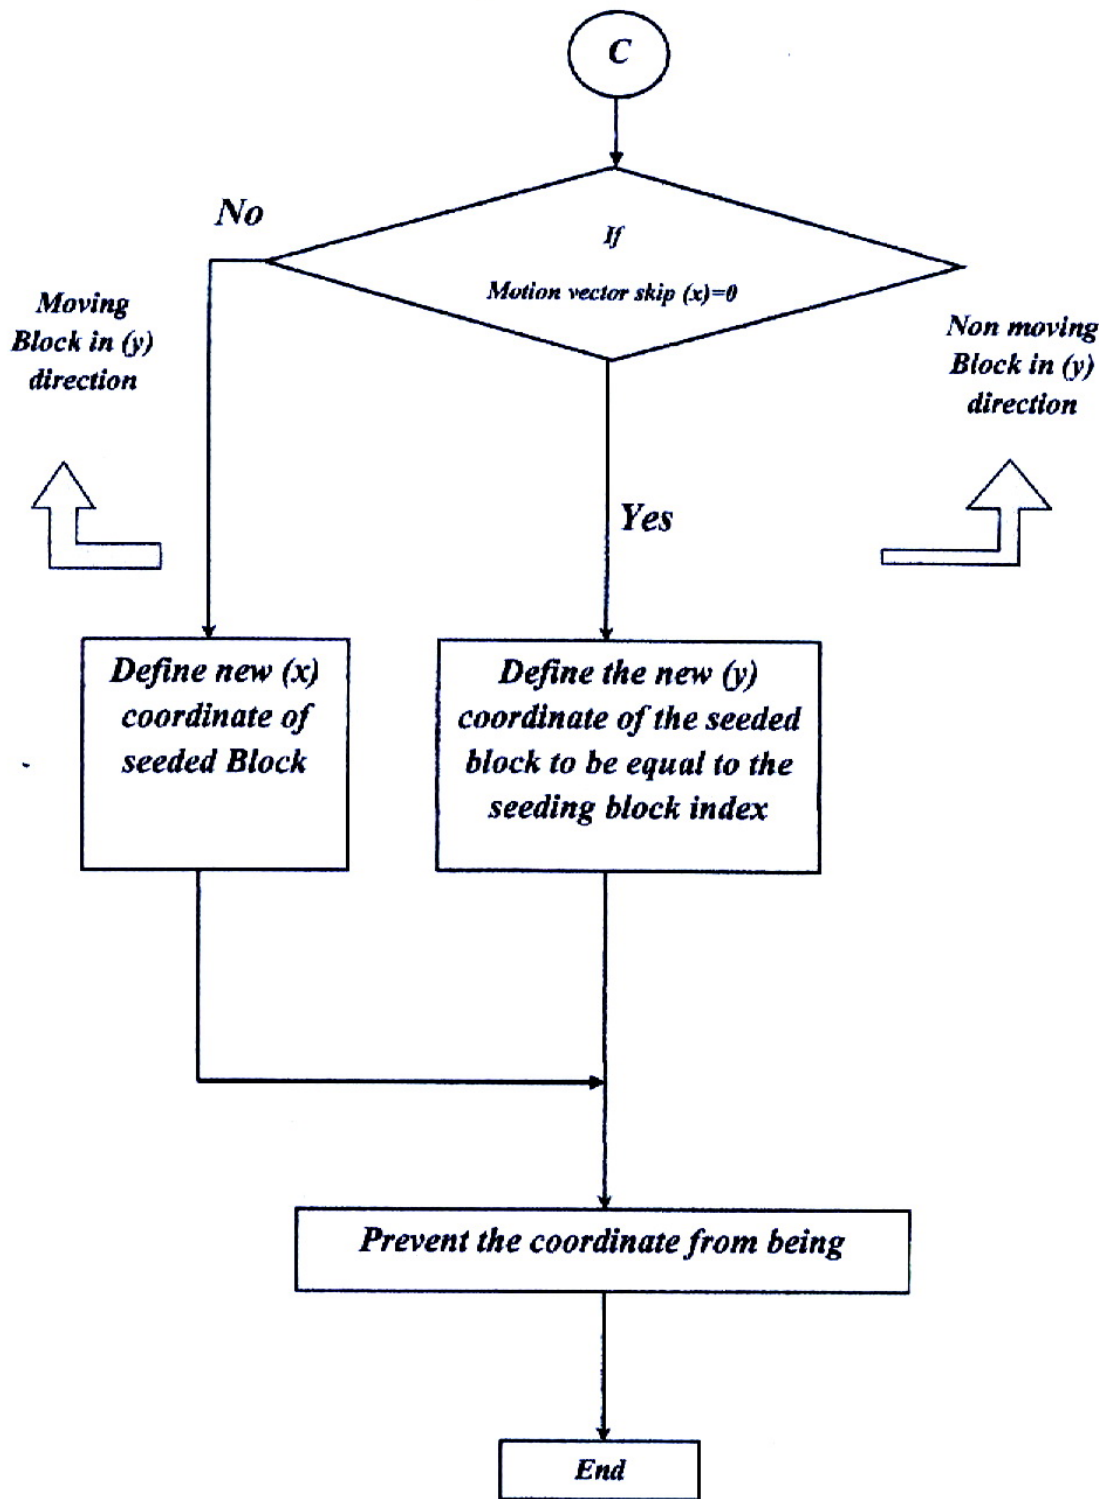 C
No
If
Motion vector skip (x)=0
Moving
Block in (y)
direction
Non moving
Block in (y)
direction
Yes
Define new (x)
coordinate of
seeded Block
Define the new (y)
coordinate of the seeded
block to be equal to the
seeding block index
Prevent the coordinate from being
End